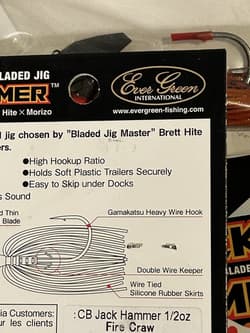 BLADED JIG
MER™
Hite × Morizo
Ever Green
INTERNATIONAL
www.evergreen-fishing.com
jig chosen by "Bladed Jig Master" Brett Hite
ers.
●High Hookup Ratio
●Holds Soft Plastic Trailers Securely
●Easy to Skip under Docks
s Sound
d Thin
Blade
Gamakatsu Heavy Wire Hook
Double Wire Keeper
Wire Tied
Silicone Rubber Skirts
ia Customers:
r jus clients
:CB Jack Hammer 1/2oz
Fire Craw